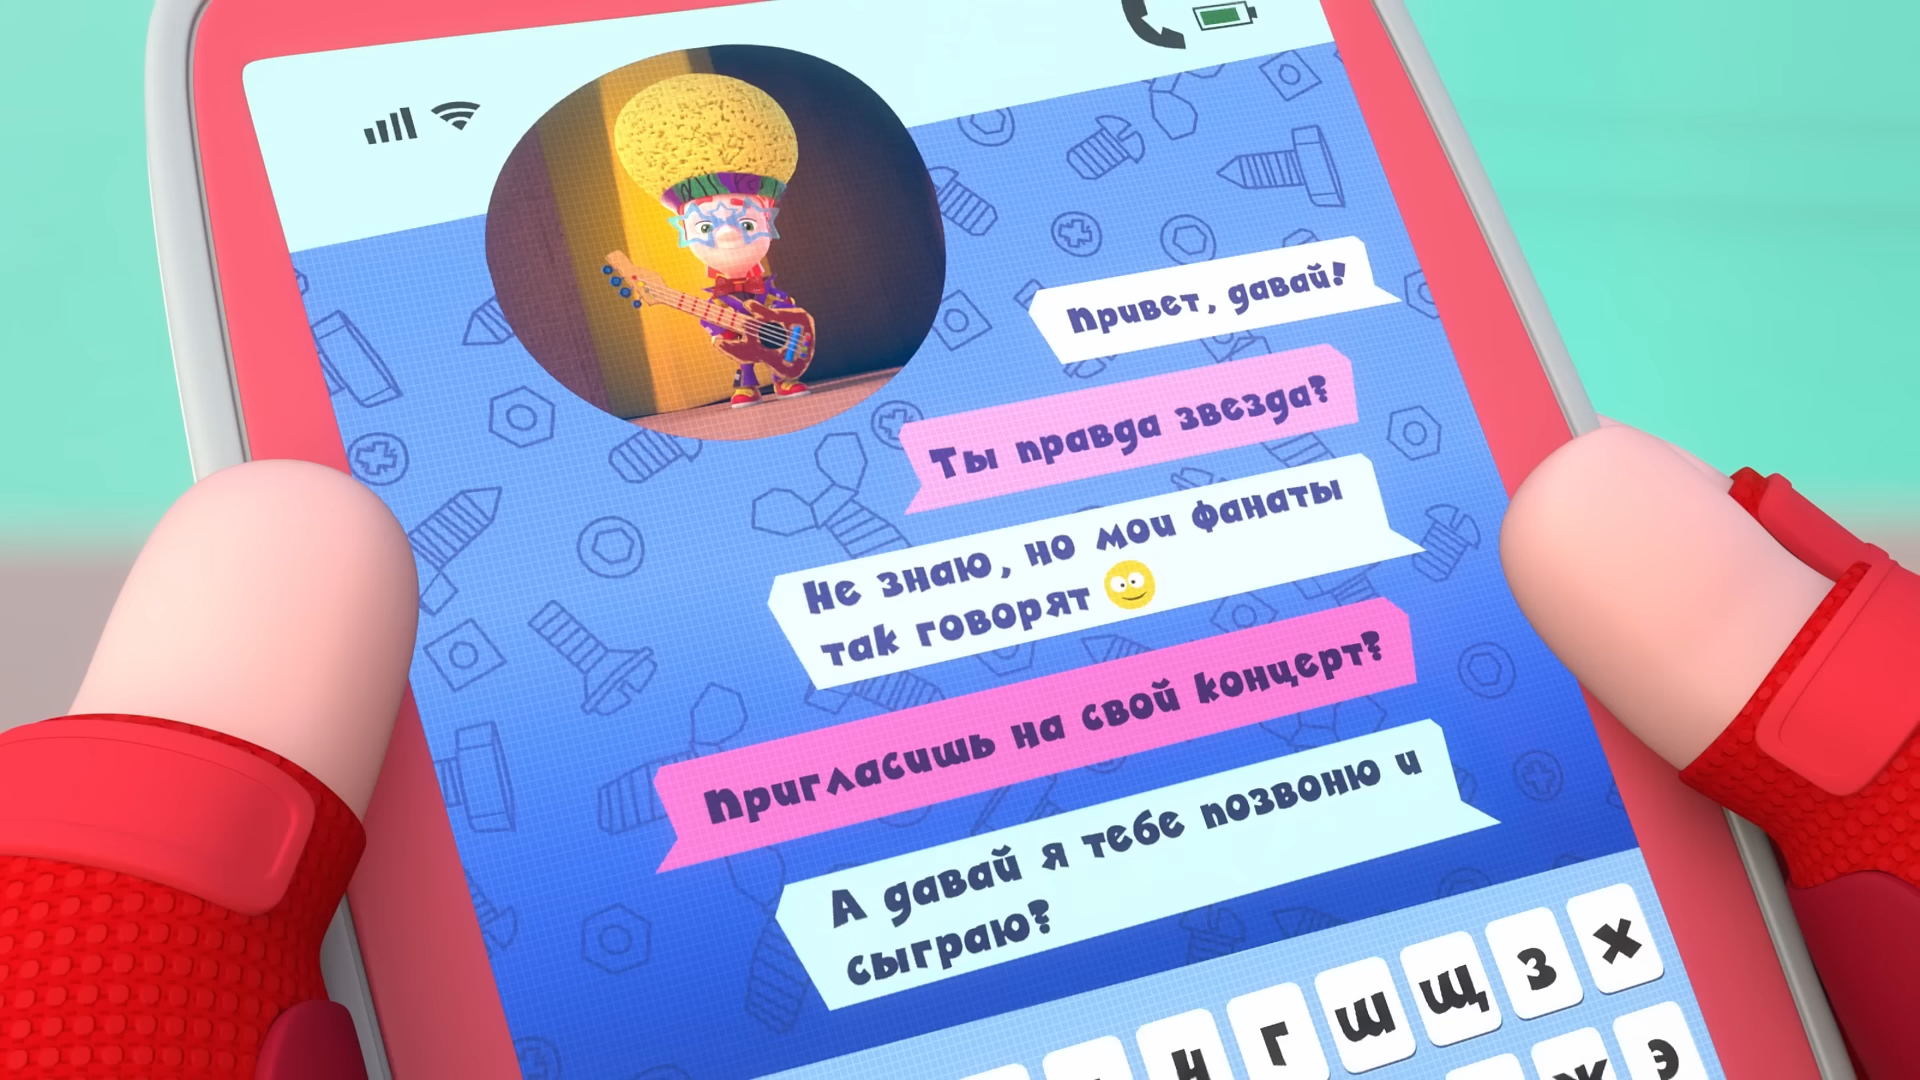 Привет, давай!
Ты правда звезда?
Не знаю, но мои фанаты
так говорят
Пригласишь на свой концерт?
А давай я тебе позвоню и
сыграю?
н г ш щ з х
ж э